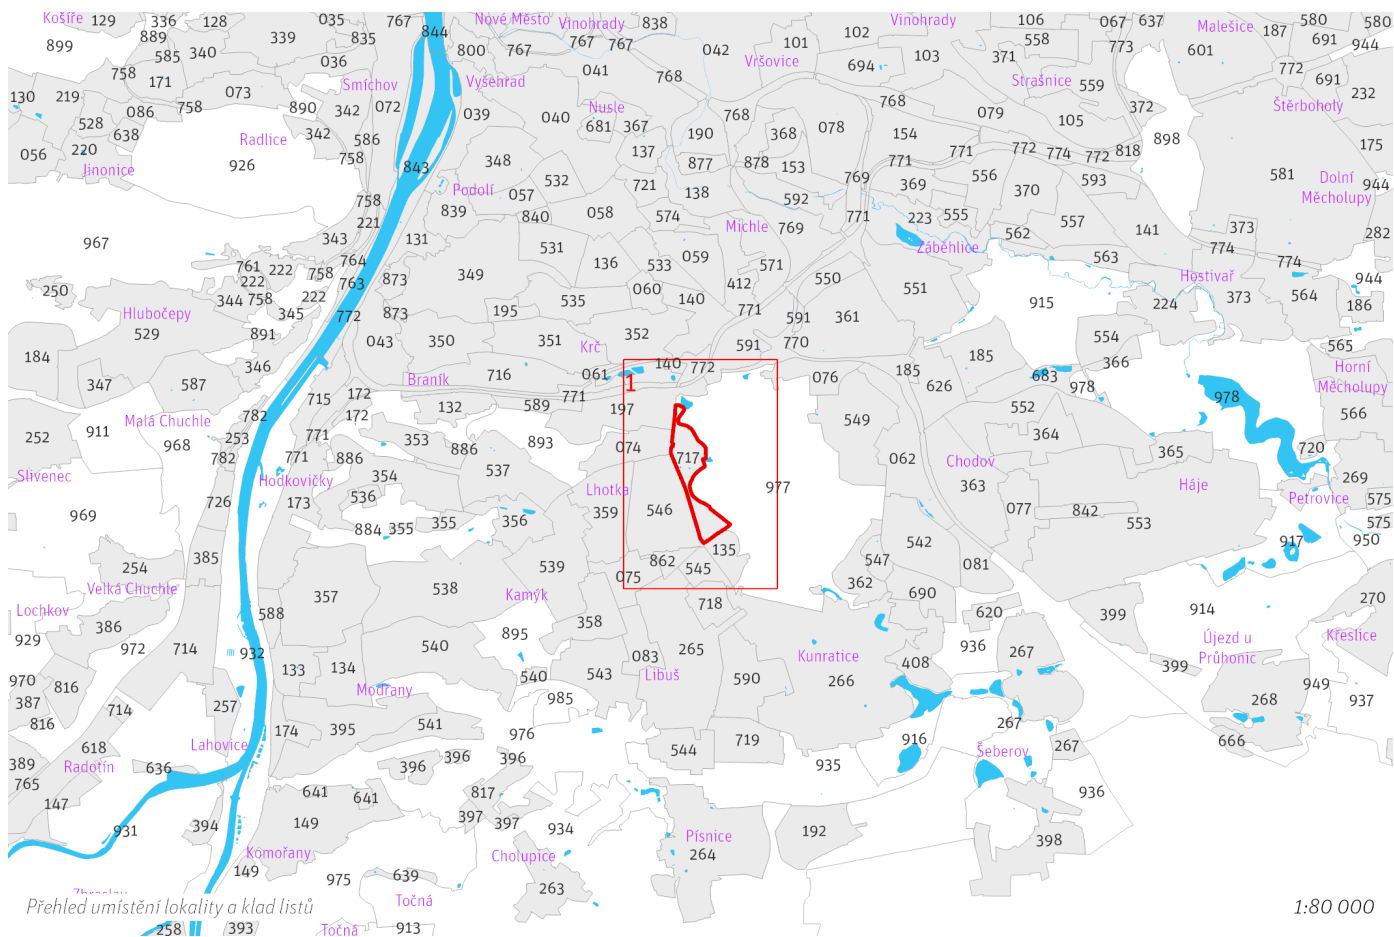 Košíře 129 336 128 035 767 844 Nové Město Vinohrady 838 Vinohrady 106 067 637 Malešice 187 580 580
899 889 585 340 339 835 800 767 767 767 042 101 102 103 558 371 773 601 691 944
758 171 036 Smíchov Vyšehrad 041 768 Vršovice 694 Strašnice 559 772 691 232
130 219 086 758 073 890 342 072 039 040 Nusle 681 367 768 768 079 372 Štěrboholy
528 638 Radlice 342 586 190 368 078 154 105 898 175
056 220 Jinonice 926 758 843 348 137 877 878 153 771 771 772 774 772 818 581 Dolní
Měcholupy 944
758 Podolí 057 532 721 138 592 769 369 556 370 593
221 839 840 058 574 Michle 769 771 223 555 557 141 373 282
967 343 131 531 136 533 059 571 Záběhlice 562 563 774 774
761 222 222 758 764 763 873 349 060 412 550 551 Hostivař 944
250 344 758 222 535 140 915 224 373 564 186
Hlubočepy 345 772 873 195 771 591 361
529 891 043 350 351 352 Krč 591 770 554 565
184 346 140 772 185 366 Horní
Měcholupy
347 587 716 061 1 076 185 626 683 978 978
Braník 771
715 172 132 589 197 549 552 566
Malá Chuchle 782 172 364
252 911 968 253 771 353 886 893 074 717 062 Chodov 365 720
Slivenec 782 771 886 354 537 977 363 Háje 269
Hodkovičky Lhotka Petrovice 575
726 173 536 359 546 077 842 553
969 884 355 355 356 575
385 135 542 917 950
254 539 862 545 547 081
Velká Chuchle 357 538 075 362
Lochkov 588 Kamýk 690 270
386 358 718 620 399 914
929 972 714 932 895 936 Újezd u
Průhonic Křeslice
540 083 265 Kunratice 408 267 399
970 816 133 134 540 543 Libuš 590 266 949
387 714 257 Modřany 985 268 937
816 174 395 541 976 719 916 267 666
618 Lahovice 544 Šeberov 267
389 Radotín 636 396 396 396 935
765 147 641 641 817 936
931 394 149 397 397 934 Písnice 192 398
Komořany Cholupice 264
149 975 639 263
Přehled umístění lokality a klad listů Točná 1:80 000
258 393 Točná 913